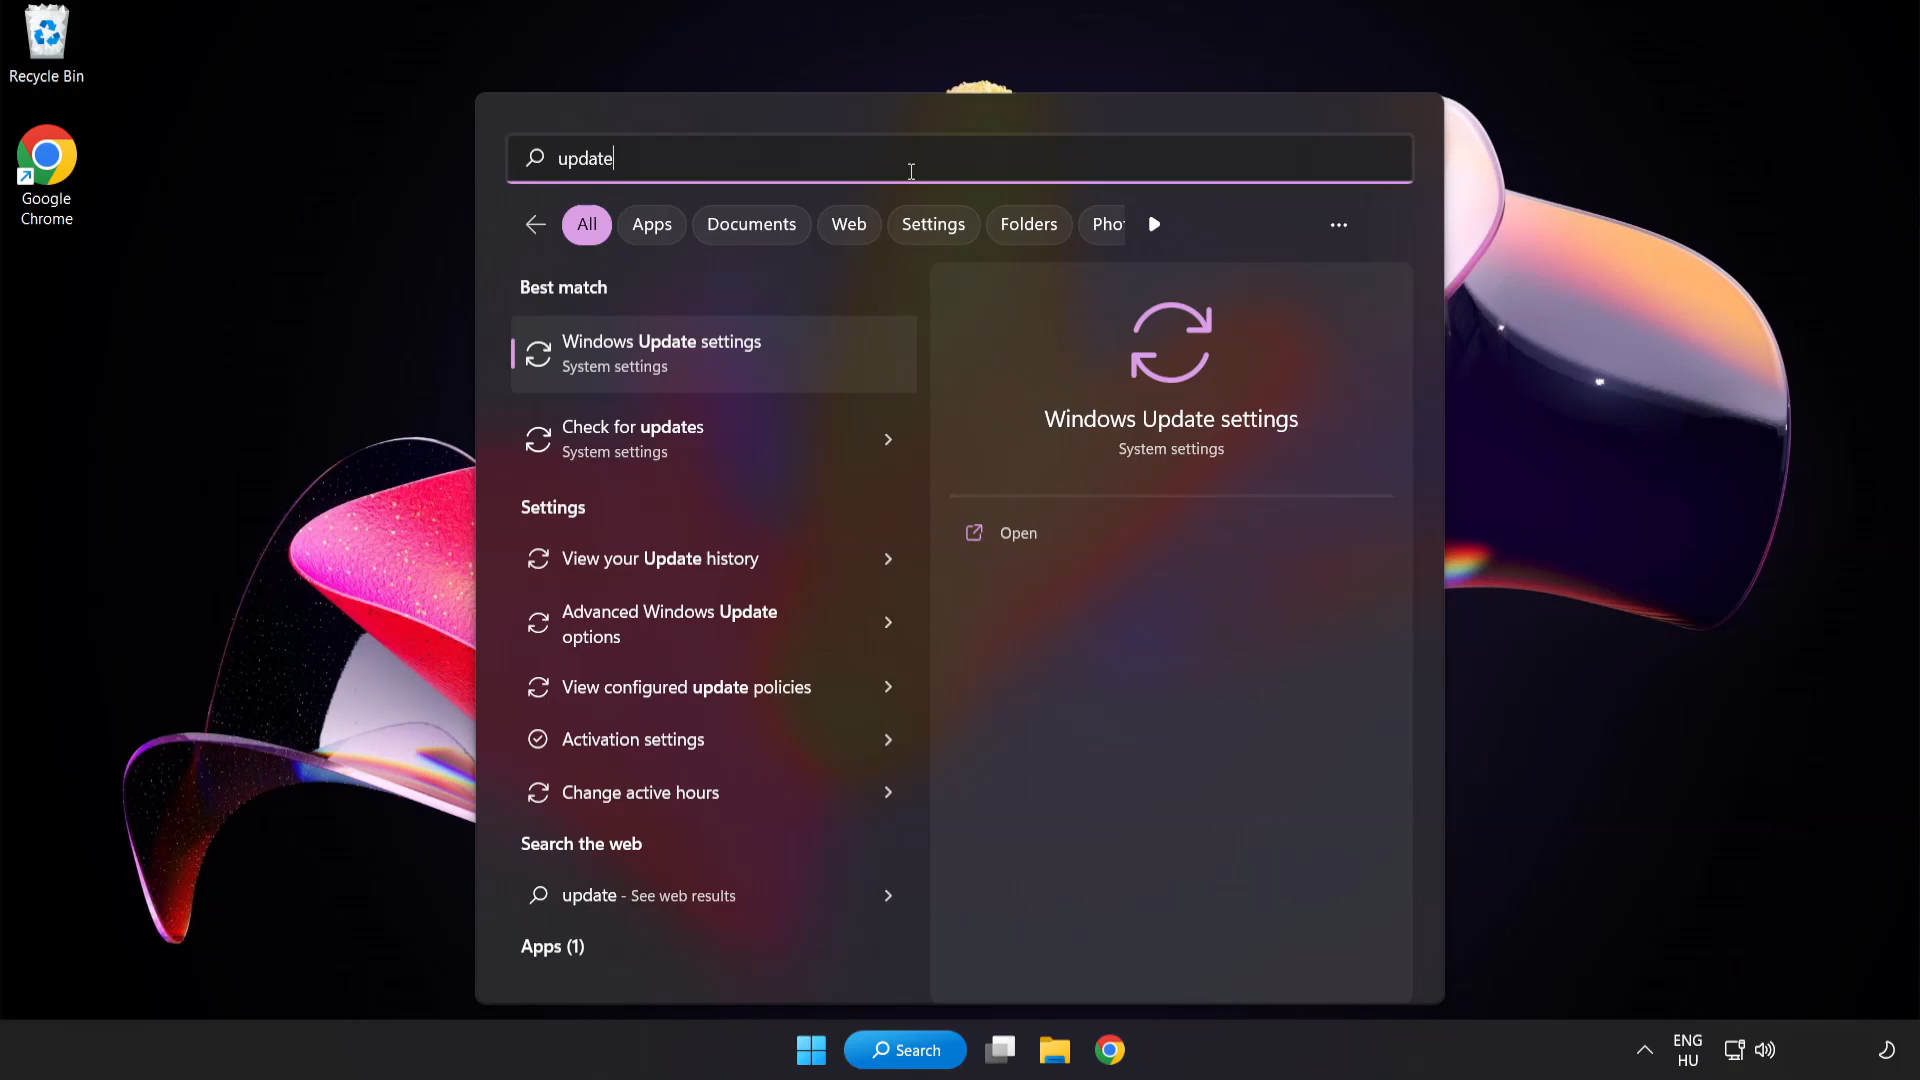 Recycle Bin
Google
Chrome
update
All
Apps
Documents
Web
Settings
Folders
Pho
Best match
Windows Update settings
System settings
Check for updates
System settings
Settings
View your Update history
Advanced Windows Update
options
View configured update policies
Activation settings
Change active hours
Search the web
update - See web results
Apps (1)
Windows Update settings
System settings
Open
Search
ENG
HU